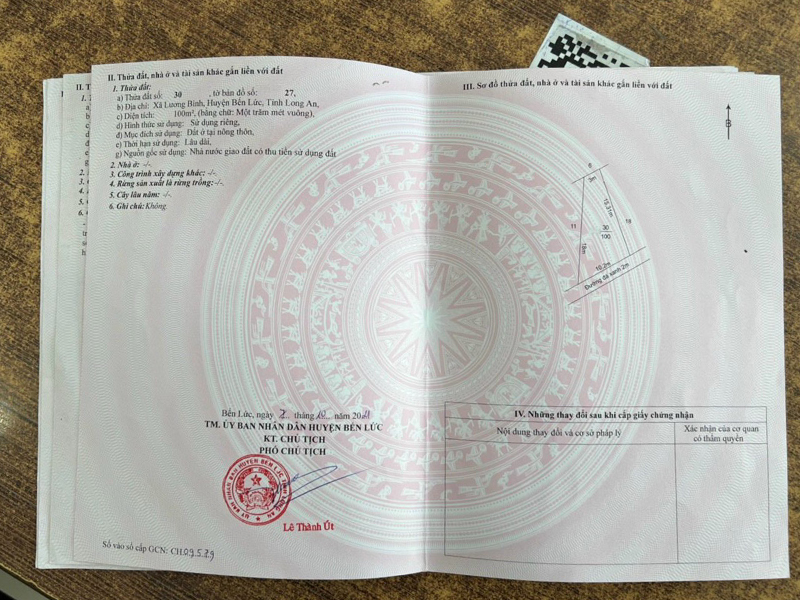 II. Thửa đất, nhà ở và tài sản khác gắn liền với đất
1. Thửa đất:
a) Thửa đất số: 30 , tờ bản đồ số: 27,
b) Địa chỉ: Xã Lương Bình, Huyện Bến Lức, Tỉnh Long An,
c) Diện tích: 100m², (bằng chữ: Một trăm mét vuông),
d) Hình thức sử dụng: Sử dụng riêng,
đ) Mục đích sử dụng: Đất ở tại nông thôn,
e) Thời hạn sử dụng: Lâu dài,
g) Nguồn gốc sử dụng: Nhà nước giao đất có thu tiền sử dụng đất
2. Nhà ở: -/-.
3. Công trình xây dựng khác: -/-.
4. Rừng sản xuất là rừng trồng: -/-.
5. Cây lâu năm: -/-.
6. Ghi chú: Không.
Bến Lức, ngày 7 tháng 10 năm 2021
TM. ỦY BAN NHÂN DÂN HUYỆN BẾN LỨC
KT. CHỦ TỊCH
PHÓ CHỦ TỊCH
Lê Thành Út
Số vào sổ cấp GCN: CH.09579
III. Sơ đồ thửa đất, nhà ở và tài sản khác gắn liền với đất
B
6
3m
13.31m
11
30
100
18
18m
10.2m
Đường đá xanh 2m
IV. Những thay đổi sau khi cấp giấy chứng nhận
Nội dung thay đổi và cơ sở pháp lý
Xác nhận của cơ quan
có thẩm quyền